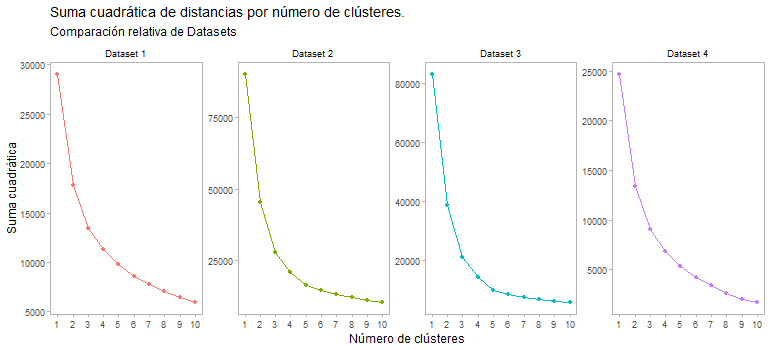 Suma cuadrática de distancias por número de clústeres.
Comparación relativa de Datasets
Dataset 1
Dataset 2
Dataset 3
Dataset 4
Suma cuadrática
30000
25000
20000
15000
10000
5000
75000
50000
25000
80000
60000
40000
20000
25000
20000
15000
10000
5000
1 2 3 4 5 6 7 8 9 10
1 2 3 4 5 6 7 8 9 10
1 2 3 4 5 6 7 8 9 10
1 2 3 4 5 6 7 8 9 10
Número de clústeres